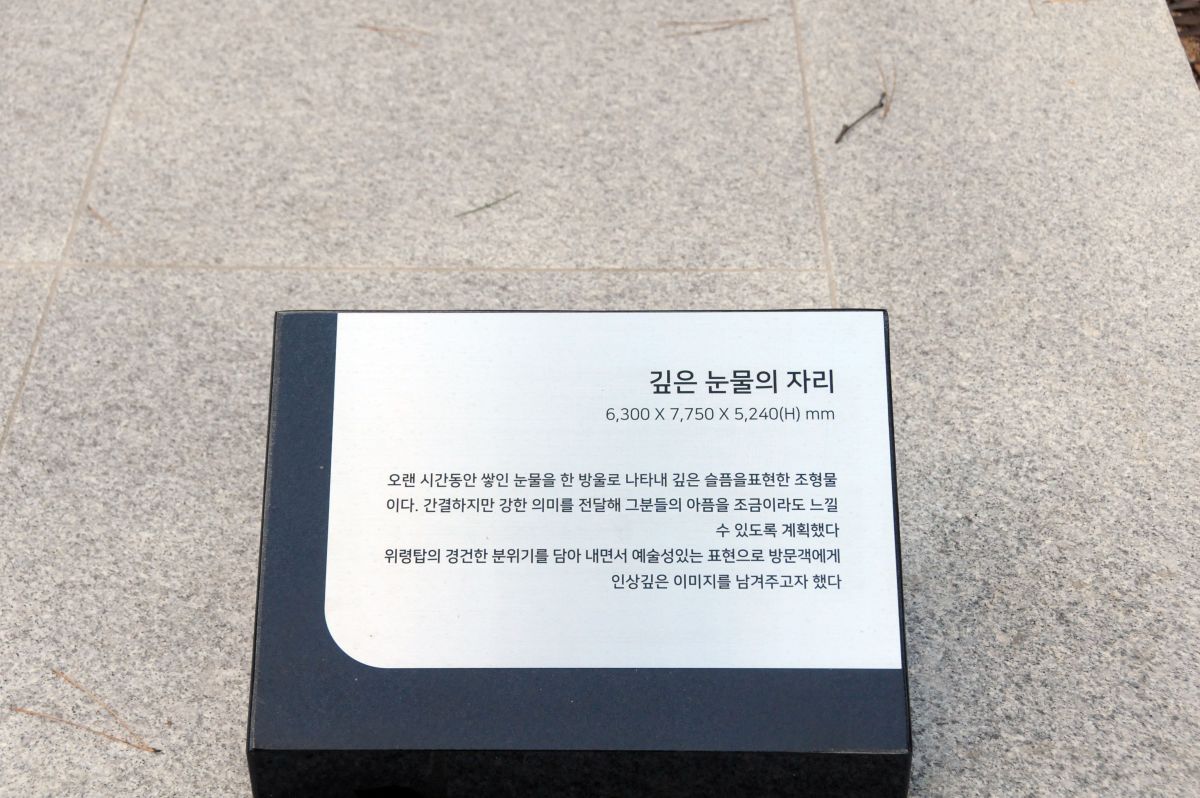 깊은 눈물의 자리
6,300 X 7,750 X 5,240(H) mm
오랜 시간동안 쌓인 눈물을 한 방울로 나타내 깊은 슬픔을표현한 조형물
이다. 간결하지만 강한 의미를 전달해 그분들의 아픔을 조금이라도 느낄
수 있도록 계획했다
위령탑의 경건한 분위기를 담아 내면서 예술성있는 표현으로 방문객에게
인상깊은 이미지를 남겨주고자 했다